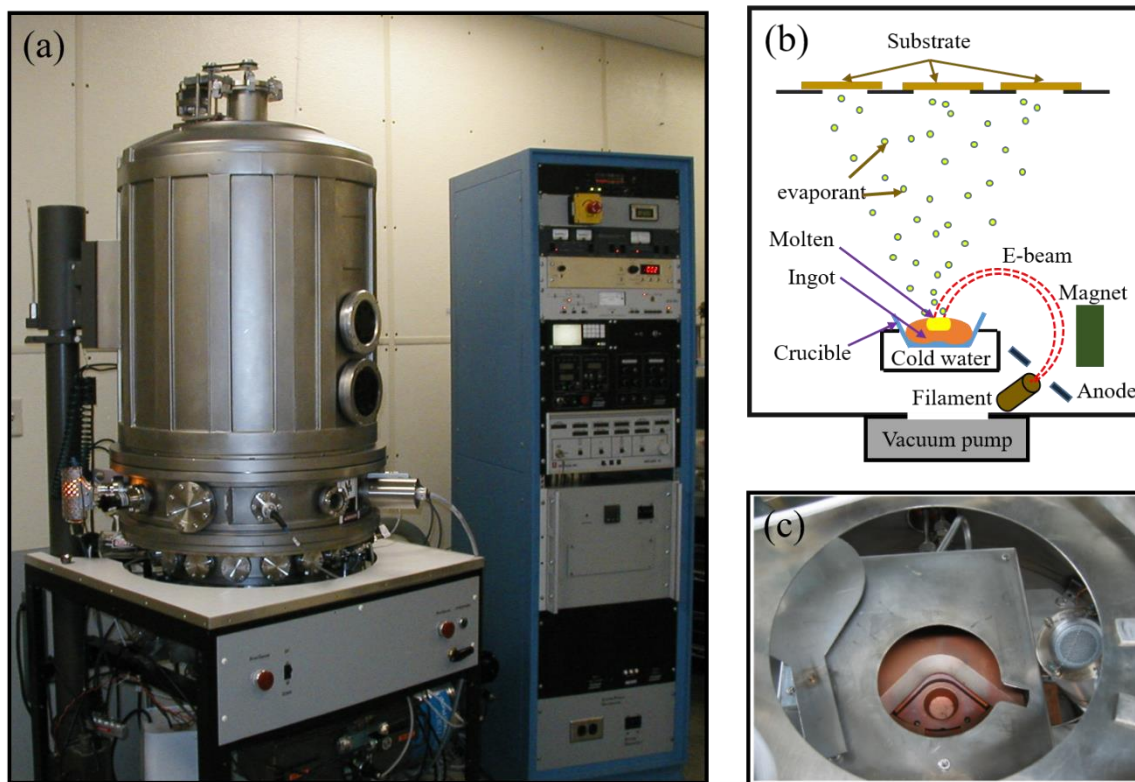 (a)
(b)
Substrate
evaporant
Molten
E-beam
Ingot
Magnet
Crucible
Cold water
Anode
Filament
Vacuum pump
(c)